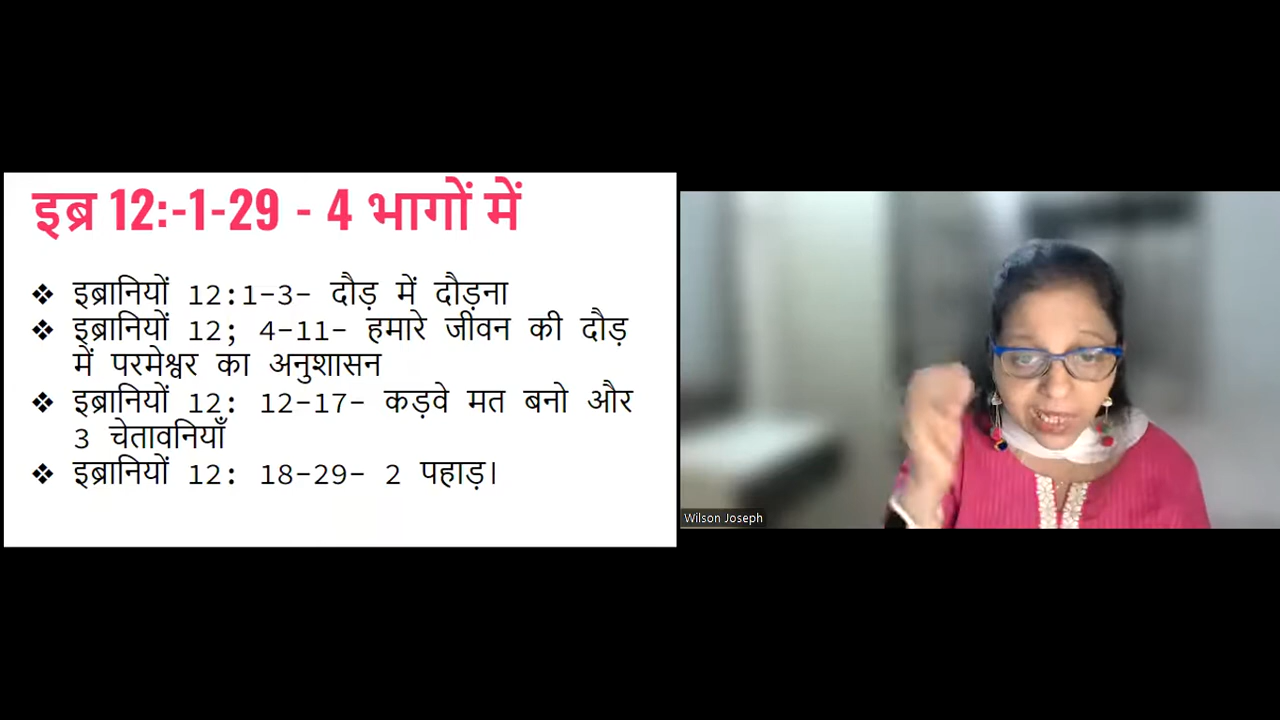 इब्र 12:-1-29 - 4 भागों में
❖ इब्रानियों 12:1-3- दौड़ में दौड़ना
❖ इब्रानियों 12; 4-11- हमारे जीवन की दौड़
में परमेश्वर का अनुशासन
❖ इब्रानियों 12: 12-17- कड़वे मत बनो और
3 चेतावनियाँ
❖ इब्रानियों 12: 18-29- 2 पहाड़।
Wilson Joseph